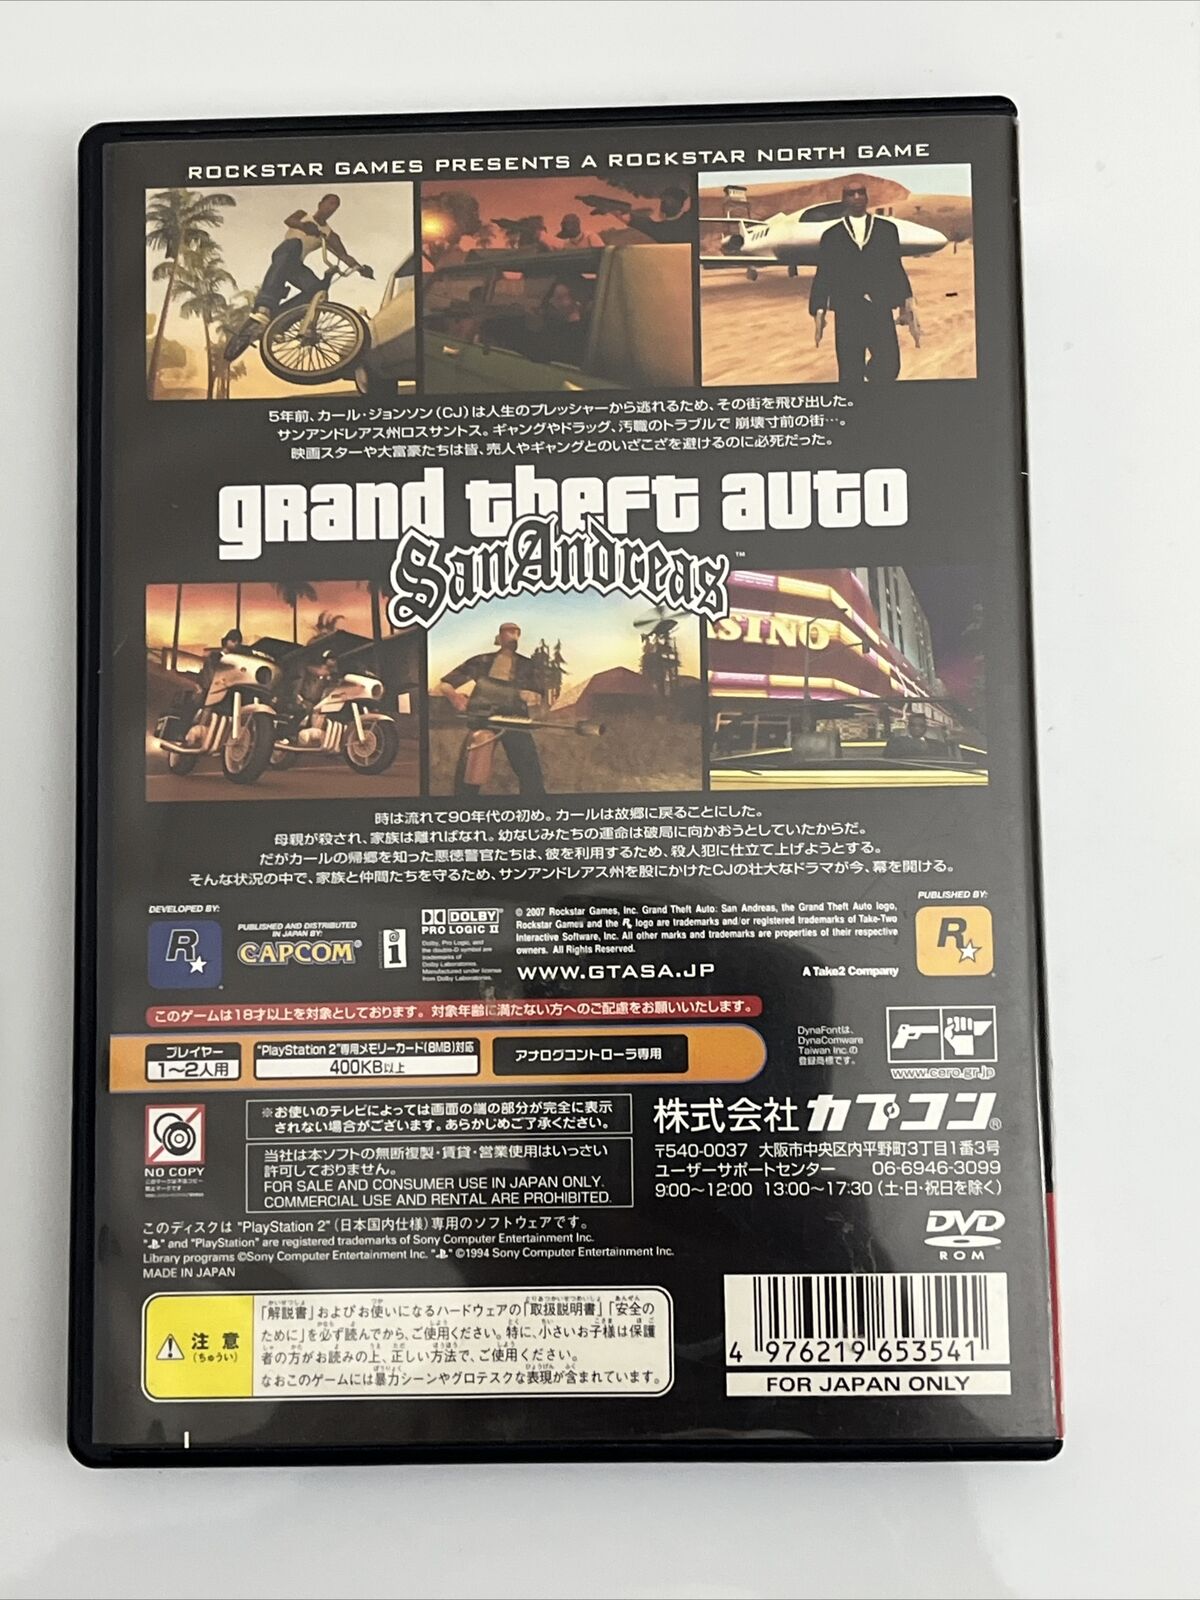 ROCKSTAR GAMES PRESENTS A ROCKSTAR NORTH GAME
5年前、カール・ジョンソン(CJ)は人生のプレッシャーから逃れるため、その街を飛び出した。
サンアンドレアス州ロスサントス。ギャングやドラッグ、汚職のトラブルで 崩壊寸前の街…。
映画スターや大富豪たちは皆、売人やギャングとのいざこざを避けるのに必死だった。
grand theft auto
San Andreas™
SINO
時は流れて90年代の初め。カールは故郷に戻ることにした。
母親が殺され、家族は離ればなれ。幼なじみたちの運命は破局に向かおうとしていたからだ。
だがカールの帰郷を知った悪徳警官たちは、彼を利用するため、殺人犯に仕立て上げようとする。
そんな状況の中で、家族と仲間たちを守るため、サンアンドレアス州を股にかけたCJの壮大なドラマが今、幕を開ける。
DEVELOPED BY:
R
PUBLISHED AND DISTRIBUTED
IN JAPAN BY:
CAPCOM®
i
DOLBY
PRO LOGIC II
Dolby, Pro Logic, and
the double-D symbol are
trademarks of
Dolby Laboratories.
Manufactured under license
from Dolby Laboratories.
© 2007 Rockstar Games, Inc. Grand Theft Auto: San Andreas, the Grand Theft Auto logo,
Rockstar Games and the R logo are trademarks and/or registered trademarks of Take-Two
Interactive Software, Inc. All other marks and trademarks are properties of their respective
owners. All Rights Reserved.
WWW.GTASA.JP
A Take2 Company
PUBLISHED BY:
R
このゲームは18才以上を対象としております。対象年齢に満たない方へのご配慮をお願いいたします。
プレイヤー
1〜2人用
"PlayStation 2"専用メモリーカード(8MB)対応
400KB以上
アナログコントローラ専用
DynaFontは、
DynaComware
Taiwan Inc.の
登録商標です。
www.cero.gr.jp
NO COPY
※お使いのテレビによっては画面の端の部分が完全に表示
されない場合がございます。あらかじめご了承ください。
当社は本ソフトの無断複製・賃貸・営業使用はいっさい
許可しておりません。
FOR SALE AND CONSUMER USE IN JAPAN ONLY.
COMMERCIAL USE AND RENTAL ARE PROHIBITED.
株式会社 カプコン®
〒540-0037 大阪市中央区内平野町3丁目1番3号
ユーザーサポートセンター 06-6946-3099
9:00〜12:00 13:00〜17:30 (土・日・祝日を除く)
このディスクは "PlayStation 2" (日本国内仕様) 専用のソフトウェアです。
" " and "PlayStation" are registered trademarks of Sony Computer Entertainment Inc.
Library programs ©Sony Computer Entertainment Inc. " " ©1994 Sony Computer Entertainment Inc.
MADE IN JAPAN
DVD
ROM
注意
(ちゅうい)
「解説書」およびお使いになるハードウェアの「取扱説明書」「安全の
ために」を必ず読んでから、ご使用ください。特に、小さいお子様は保護
者の方がお読みの上、正しい方法で、ご使用ください。
なおこのゲームには暴力シーンやグロテスクな表現が含まれています。
4 976219 653541
FOR JAPAN ONLY